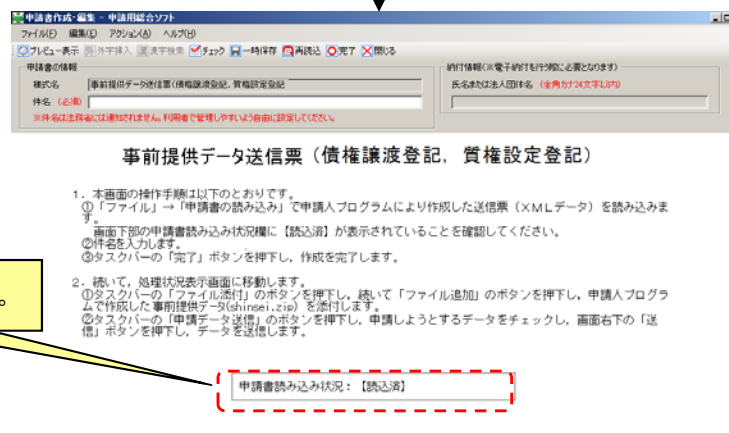 申請書作成・編集 - 申請用総合ソフト
ファイル(F) 編集(E) アクション(A) ヘルプ(H)
プレビュー表示 外字挿入 漢字検索 チェック 一時保存 再読込 完了 閉じる
申請書の情報
様式名 事前提供データ送信票(債権譲渡登記,質権設定登記
件名 (必須)
※件名は法務省には通知されません。利用者で管理しやすいよう自由に設定してください。
納付情報(※電子納付を行う際に必要となります)
氏名または法人団体名 (全角カナ24文字以内)
事前提供データ送信票(債権譲渡登記,質権設定登記)
1.本画面の操作手順は以下のとおりです。
①「ファイル」→「申請書の読み込み」で申請人プログラムにより作成した送信票(XMLデータ)を読み込みま
す。
画面下部の申請書読み込み状況欄に【読込済】が表示されていることを確認してください。
②件名を入力します。
③タスクバーの「完了」ボタンを押下し,作成を完了します。
2.続いて,処理状況表示画面に移動します。
①タスクバーの「ファイル添付」のボタンを押下し,続いて「ファイル追加」のボタンを押下し,申請人プログラ
ムで作成した事前提供データ(shinsei.zip)を添付します。
②タスクバーの「申請データ送信」のボタンを押下し,申請しようとするデータをチェックし,画面右下の「送
信」ボタンを押下し,データを送信します。
。
申請書読み込み状況:【読込済】